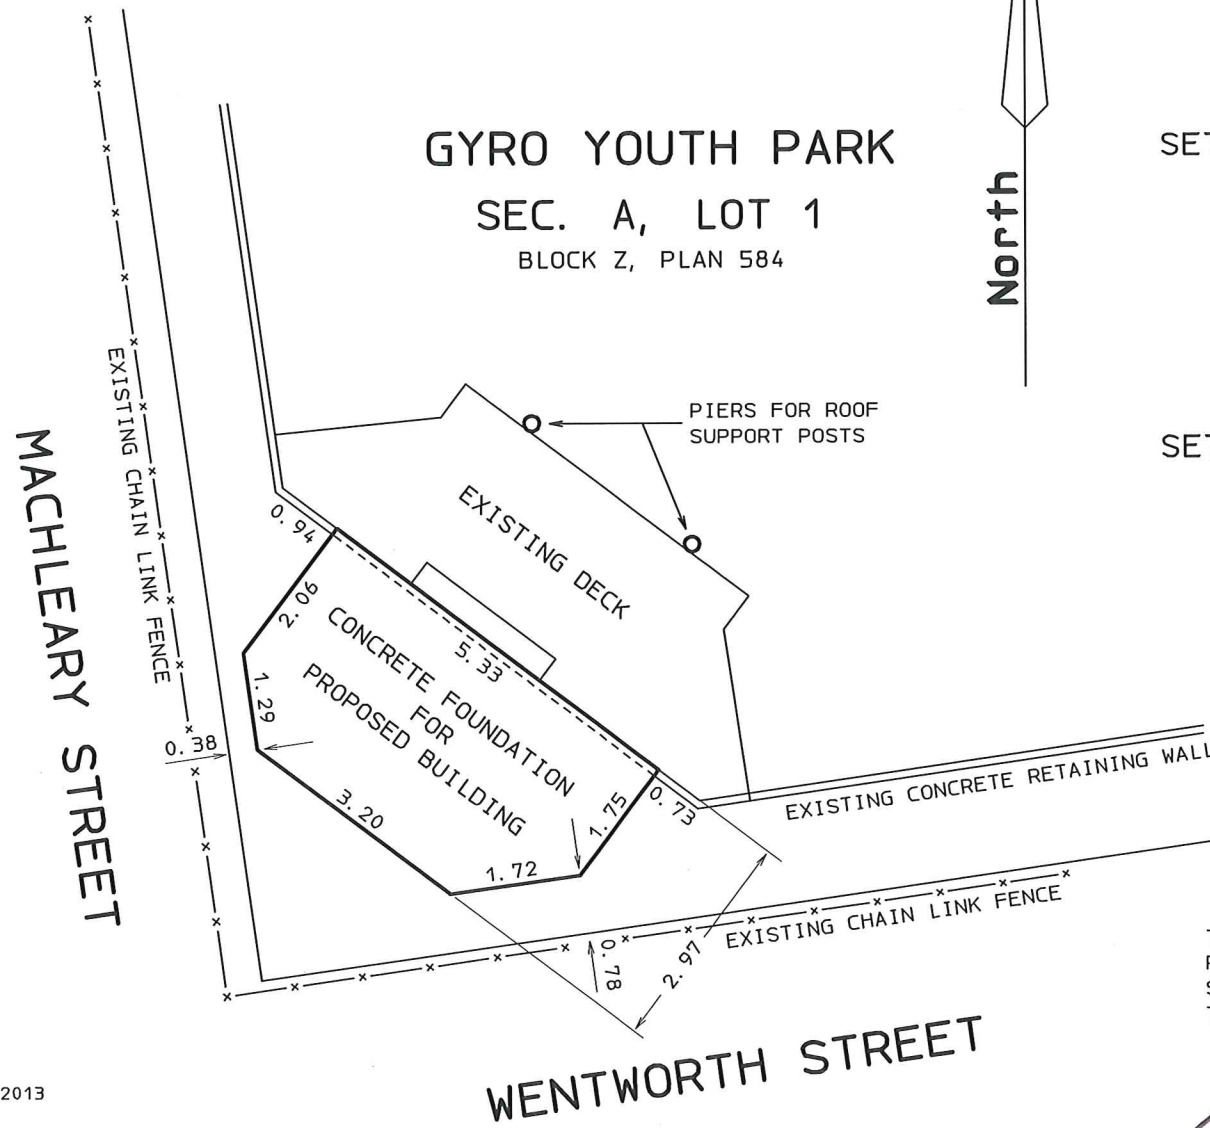 GYRO YOUTH PARK
SEC. A, LOT 1
BLOCK Z, PLAN 584
North
SET
SET
PIERS FOR ROOF
SUPPORT POSTS
EXISTING DECK
EXISTING CHAIN LINK FENCE
MACHLEARY STREET
0.94
2.06
5.33
1.29
CONCRETE FOUNDATION
FOR
PROPOSED BUILDING
0.38
3.20
1.72
1.75
0.73
EXISTING CONCRETE RETAINING WALL
EXISTING CHAIN LINK FENCE
0.78
2.97
WENTWORTH STREET
2013